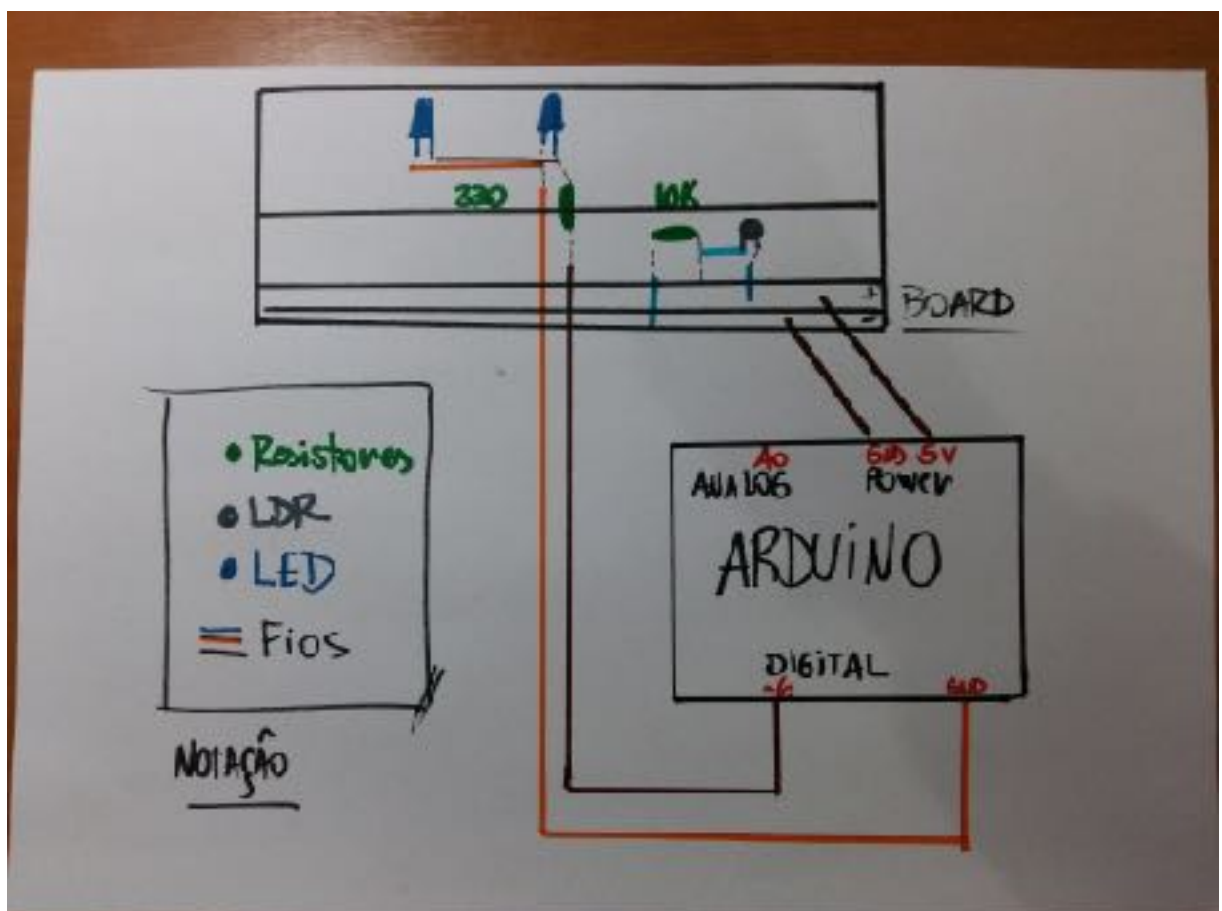 330 10K
+
-
BOARD
A0 GND 5V
ANALOG Power
ARDUiNO
DiGiTAL
~6 GND
• Resistores
• LDR
• LED
Fios
NOTAÇÃO